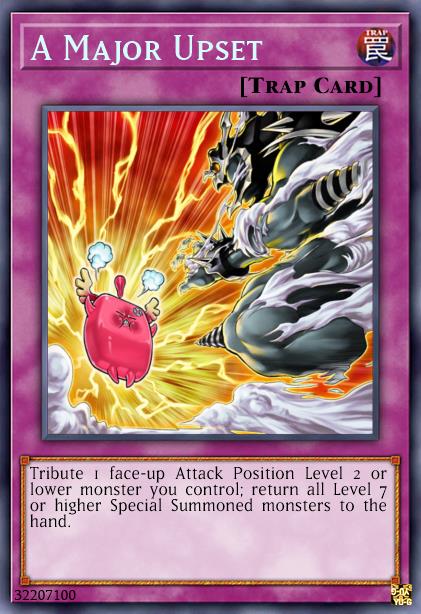 A Major Upset
TRAP
罠
[Trap Card]
Tribute 1 face-up Attack Position Level 2 or
lower monster you control; return all Level 7
or higher Special Summoned monsters to the
hand.
32207100